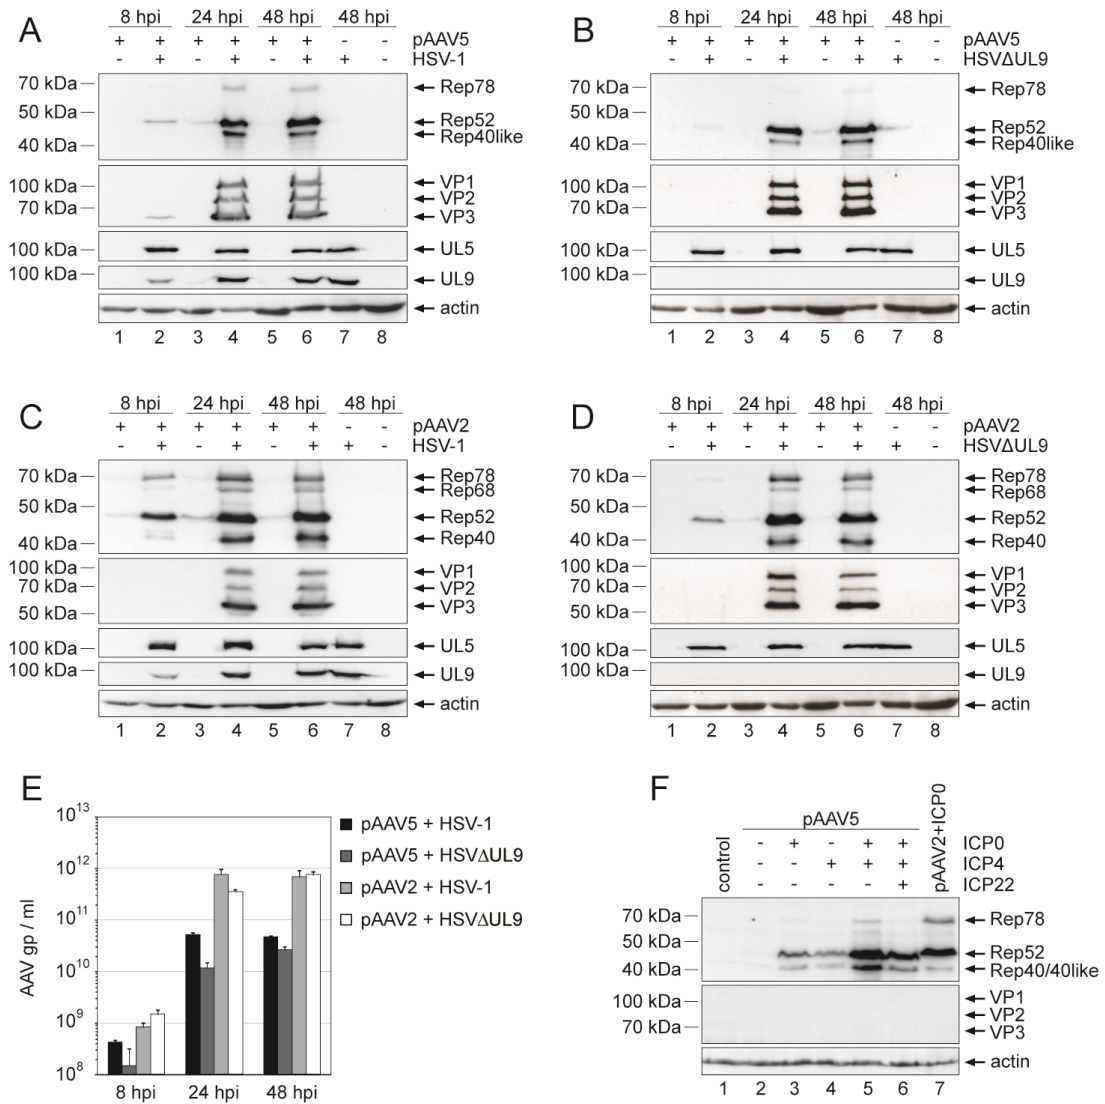 A
8 hpi 24 hpi 48 hpi 48 hpi
+ + + + + + - - pAAV5
- + - + - + + - HSV-1
70 kDa
50 kDa
40 kDa
Rep78
Rep52
Rep40like
100 kDa
70 kDa
VP1
VP2
VP3
100 kDa UL5
100 kDa UL9
actin
1 2 3 4 5 6 7 8
B
8 hpi 24 hpi 48 hpi 48 hpi
+ + + + + + - - pAAV5
- + - + - + + - HSVΔUL9
70 kDa
50 kDa
40 kDa
Rep78
Rep52
Rep40like
100 kDa
70 kDa
VP1
VP2
VP3
100 kDa UL5
100 kDa UL9
actin
1 2 3 4 5 6 7 8
C
8 hpi 24 hpi 48 hpi 48 hpi
+ + + + + + - - pAAV2
- + - + - + + - HSV-1
70 kDa
50 kDa
40 kDa
Rep78
Rep68
Rep52
Rep40
100 kDa
70 kDa
50 kDa
VP1
VP2
VP3
100 kDa UL5
100 kDa UL9
actin
1 2 3 4 5 6 7 8
D
8 hpi 24 hpi 48 hpi 48 hpi
+ + + + + + - - pAAV2
- + - + - + + - HSVΔUL9
70 kDa
50 kDa
40 kDa
Rep78
Rep68
Rep52
Rep40
100 kDa
70 kDa
50 kDa
VP1
VP2
VP3
100 kDa UL5
100 kDa UL9
actin
1 2 3 4 5 6 7 8
E
AAV gp / ml
10¹³
10¹²
10¹¹
10¹⁰
10⁹
10⁸
8 hpi 24 hpi 48 hpi
pAAV5 + HSV-1
pAAV5 + HSVΔUL9
pAAV2 + HSV-1
pAAV2 + HSVΔUL9
F
control
pAAV5
pAAV2+ICP0
- + - + + ICP0
- - + + + ICP4
- - - - + ICP22
70 kDa
50 kDa
40 kDa
Rep78
Rep52
Rep40/40like
100 kDa
70 kDa
VP1
VP2
VP3
actin
1 2 3 4 5 6 7